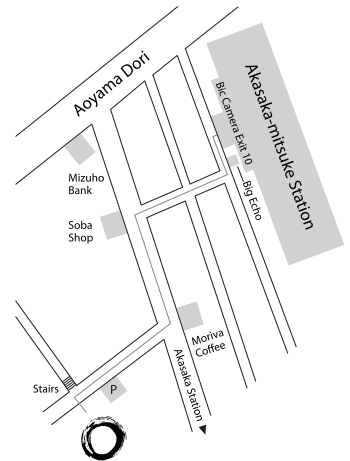 Aoyama Dori
Akasaka-mitsuke Station
Bic Camera Exit 10
Mizuho
Bank
Big Echo
Soba
Shop
Moriva
Coffee
Akasaka Station
Stairs
P